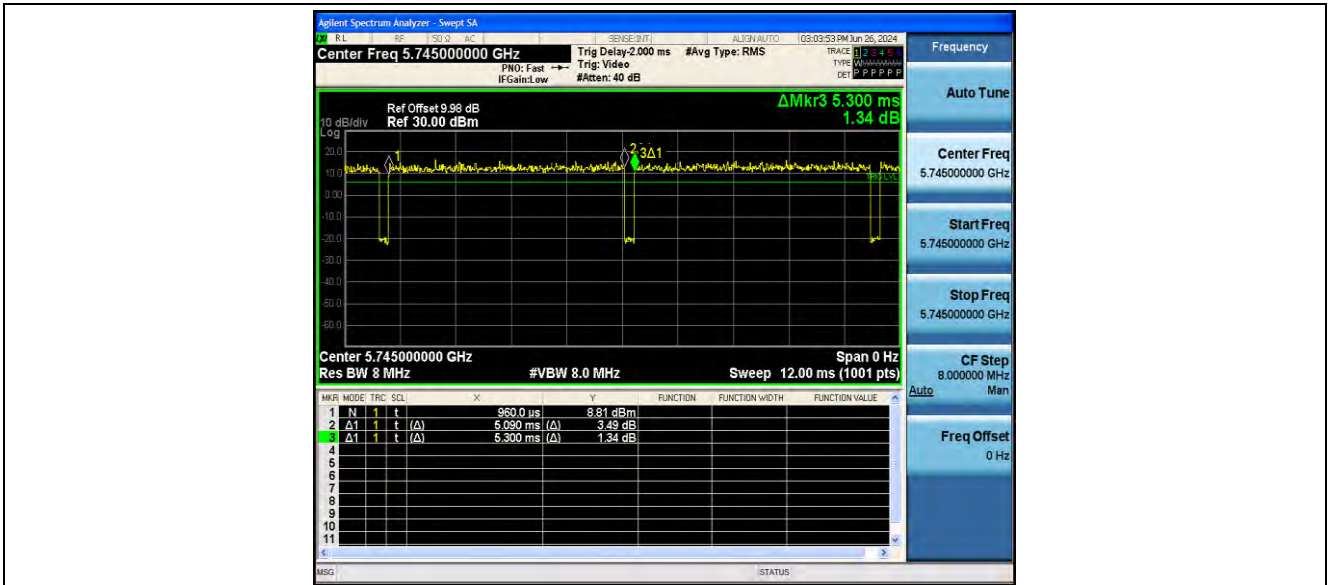 Agilent Spectrum Analyzer - Swept SA
RL RF 50 Ω AC SENSE:INT ALIGN AUTO 03:03:53 PM Jun 26, 2024
Center Freq 5.745000000 GHz
PNO: Fast
IFGain:Low
Trig Delay-2.000 ms
Trig: Video
#Atten: 40 dB
#Avg Type: RMS
TRACE 1 2 3 4 5 6
TYPE W
DET P P P P P P
Ref Offset 9.98 dB
10 dB/div Ref 30.00 dBm
Log
ΔMkr3 5.300 ms
1.34 dB
20.0
10.0
0.00
-10.0
-20.0
-30.0
-40.0
-50.0
-60.0
1
2
3Δ1
TRIG LVL
Center 5.745000000 GHz Span 0 Hz
Res BW 8 MHz #VBW 8.0 MHz Sweep 12.00 ms (1001 pts)
MKR MODE TRC SCL X Y FUNCTION FUNCTION WIDTH FUNCTION VALUE
1 N 1 t 960.0 us 8.81 dBm
2 Δ1 1 t (Δ) 5.090 ms (Δ) 3.49 dB
3 Δ1 1 t (Δ) 5.300 ms (Δ) 1.34 dB
4
5
6
7
8
9
10
11
MSG STATUS
Frequency
Auto Tune
Center Freq
5.745000000 GHz
Start Freq
5.745000000 GHz
Stop Freq
5.745000000 GHz
CF Step
8.000000 MHz
Auto Man
Freq Offset
0 Hz